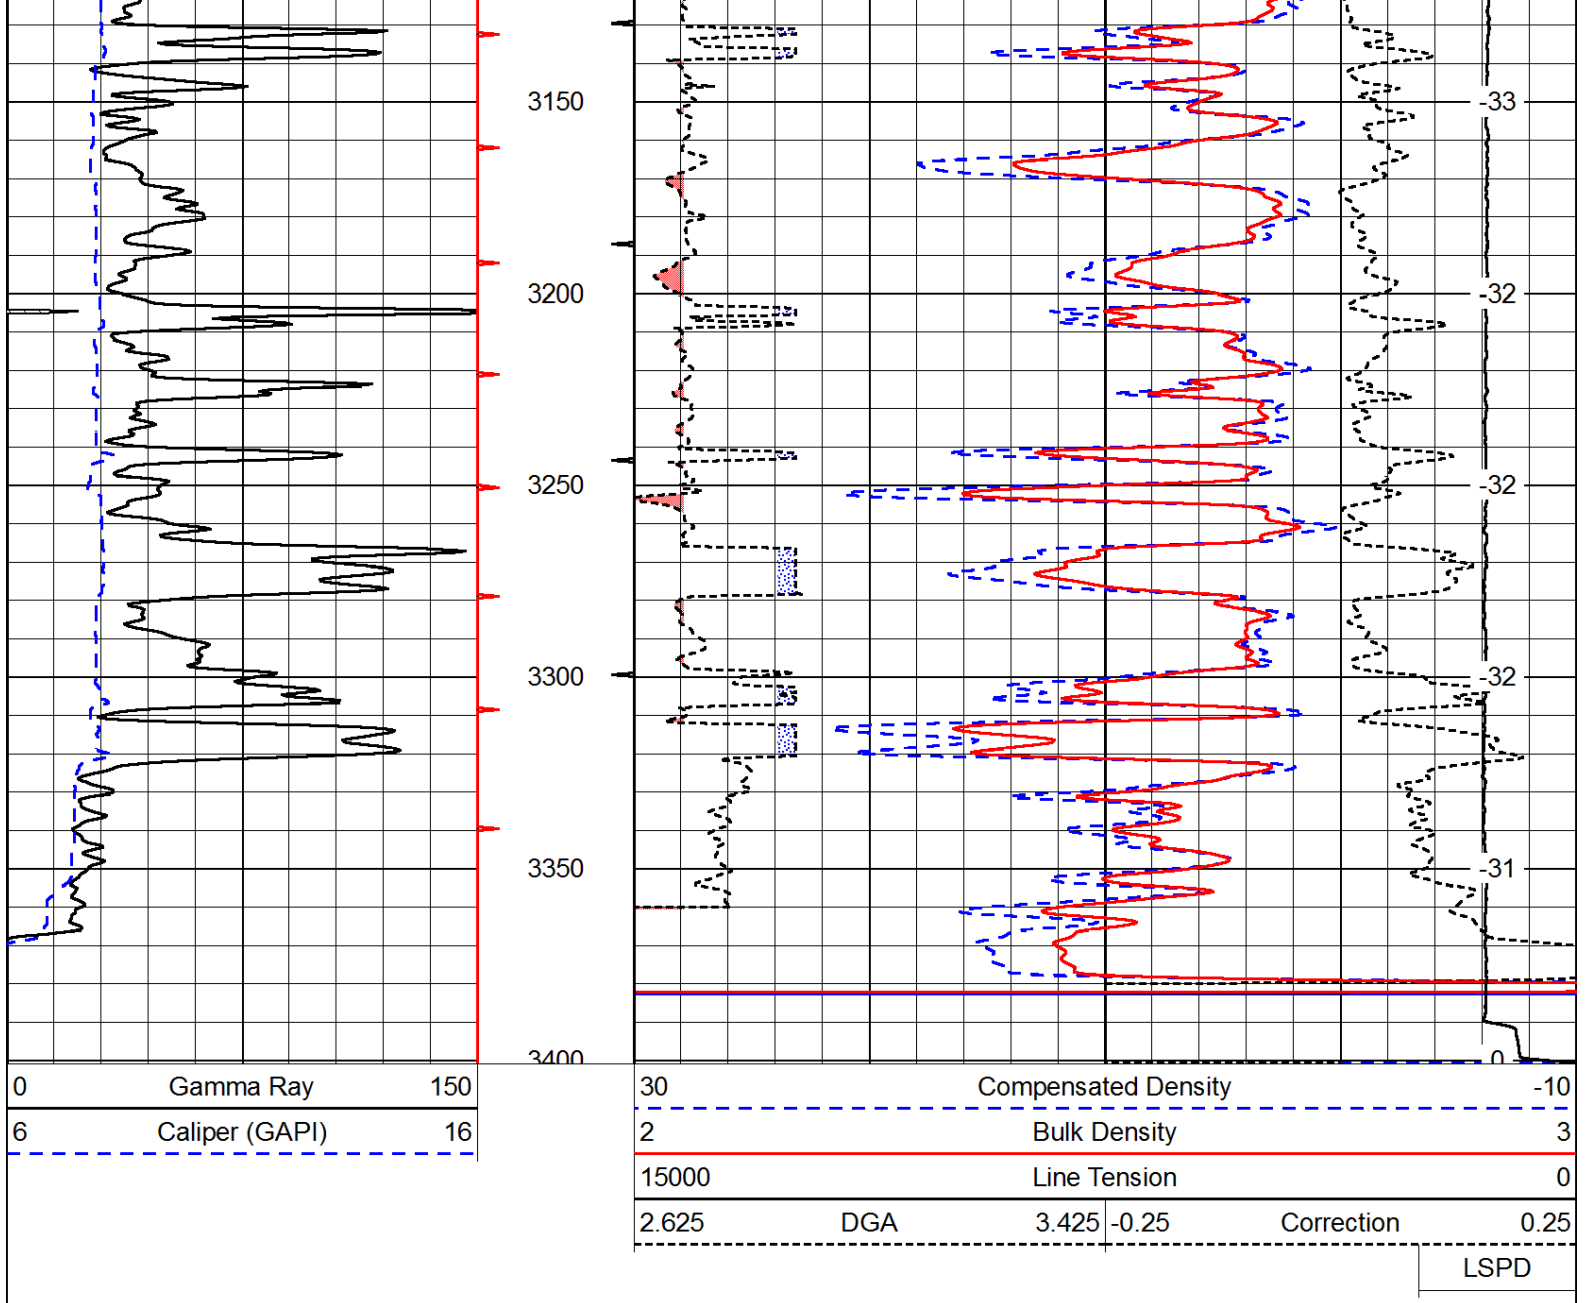 3150 -33
3200 -32
3250 -32
3300 -32
3350 -31
3400 0
0 Gamma Ray 150
6 Caliper (GAPI) 16
30 Compensated Density -10
2 Bulk Density 3
15000 Line Tension 0
2.625 DGA 3.425 -0.25 Correction 0.25
LSPD